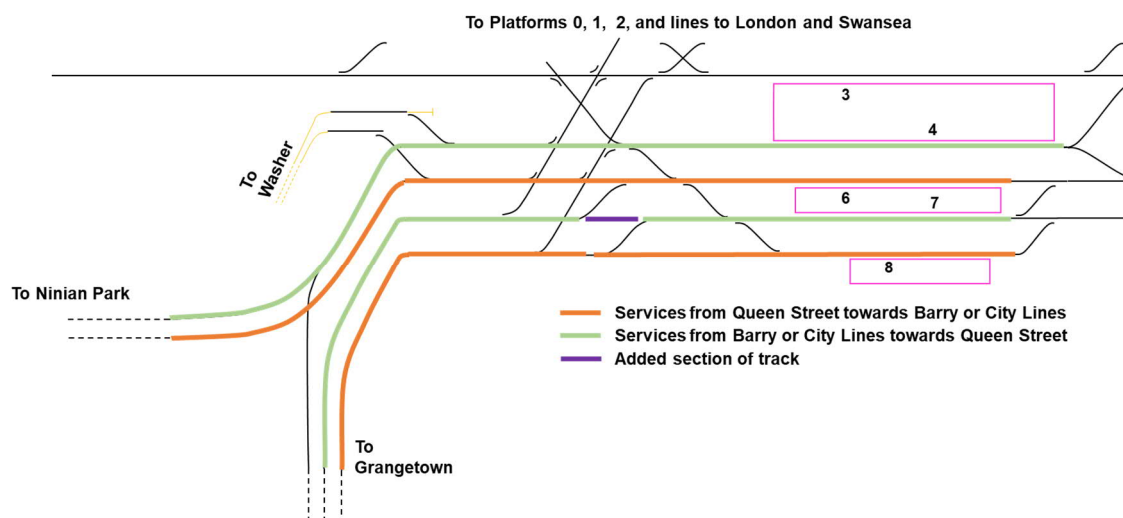 To Platforms 0, 1, 2, and lines to London and Swansea
3
4
To
Washer
6
7
8
To Ninian Park
Services from Queen Street towards Barry or City Lines
Services from Barry or City Lines towards Queen Street
Added section of track
To
Grangetown